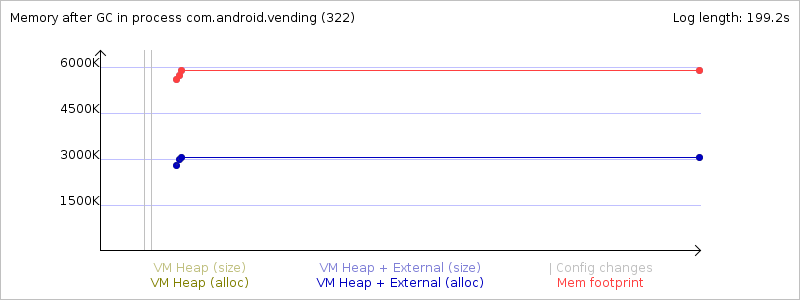 Memory after GC in process com.android.vending (322)
Log length: 199.2s
6000K
4500K
3000K
1500K
VM Heap (size)
VM Heap + External (size)
| Config changes
VM Heap (alloc)
VM Heap + External (alloc)
Mem footprint